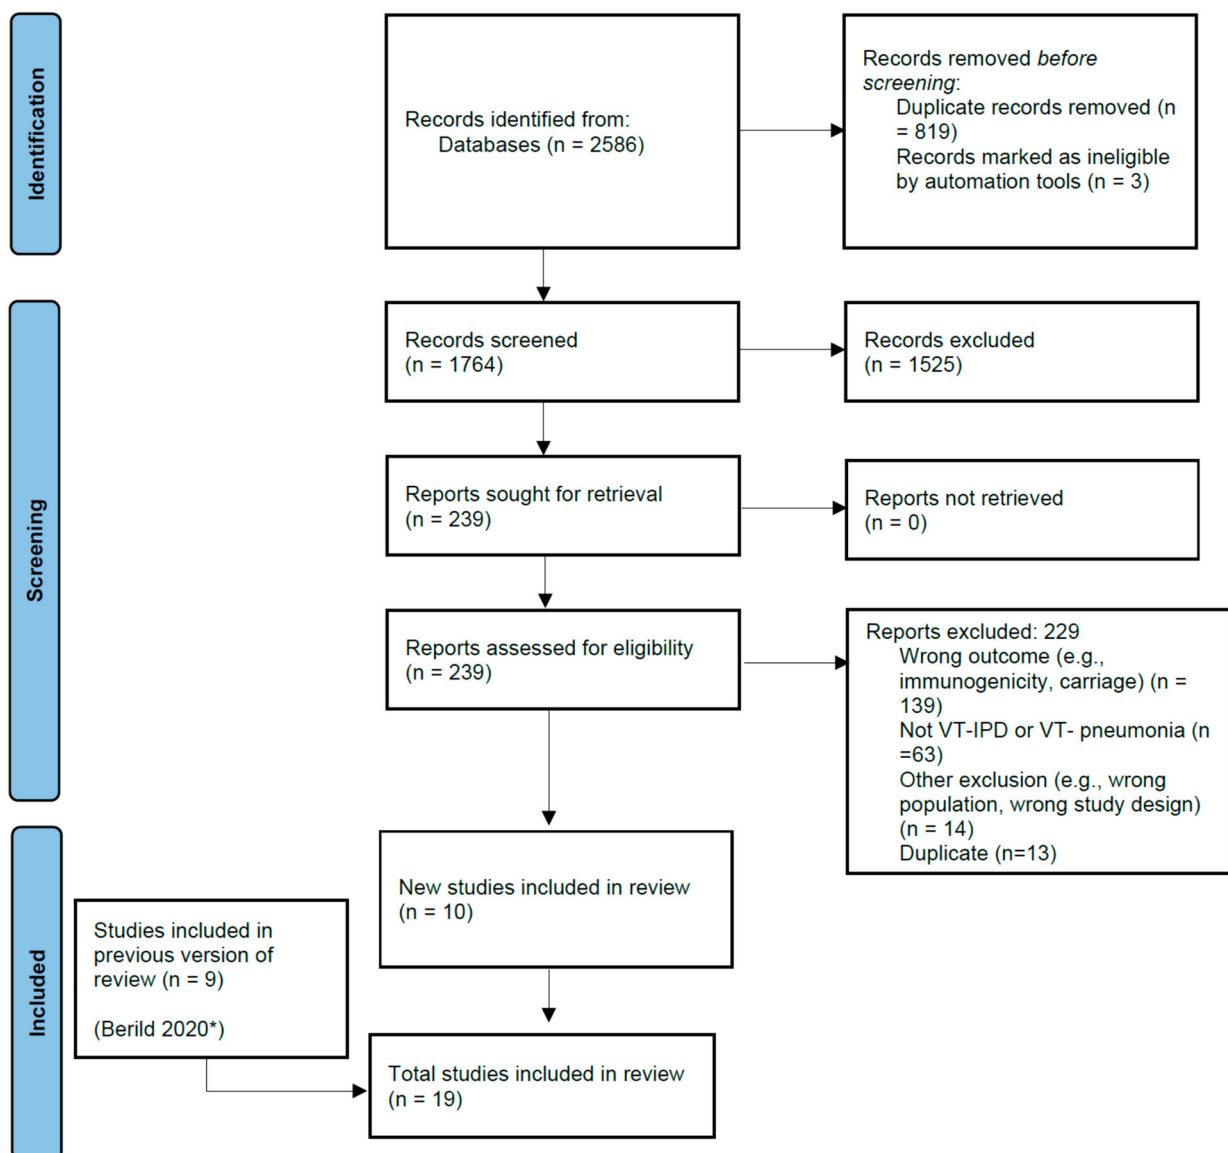 Identification
Records identified from:
Databases (n = 2586)
Records removed before
screening:
Duplicate records removed (n
= 819)
Records marked as ineligible
by automation tools (n = 3)
Screening
Records screened
(n = 1764)
Records excluded
(n = 1525)
Reports sought for retrieval
(n = 239)
Reports not retrieved
(n = 0)
Reports assessed for eligibility
(n = 239)
Reports excluded: 229
Wrong outcome (e.g.,
immunogenicity, carriage) (n =
139)
Not VT-IPD or VT- pneumonia (n
=63)
Other exclusion (e.g., wrong
population, wrong study design)
(n = 14)
Duplicate (n=13)
Included
New studies included in review
(n = 10)
Studies included in
previous version of
review (n = 9)
(Berild 2020*)
Total studies included in review
(n = 19)